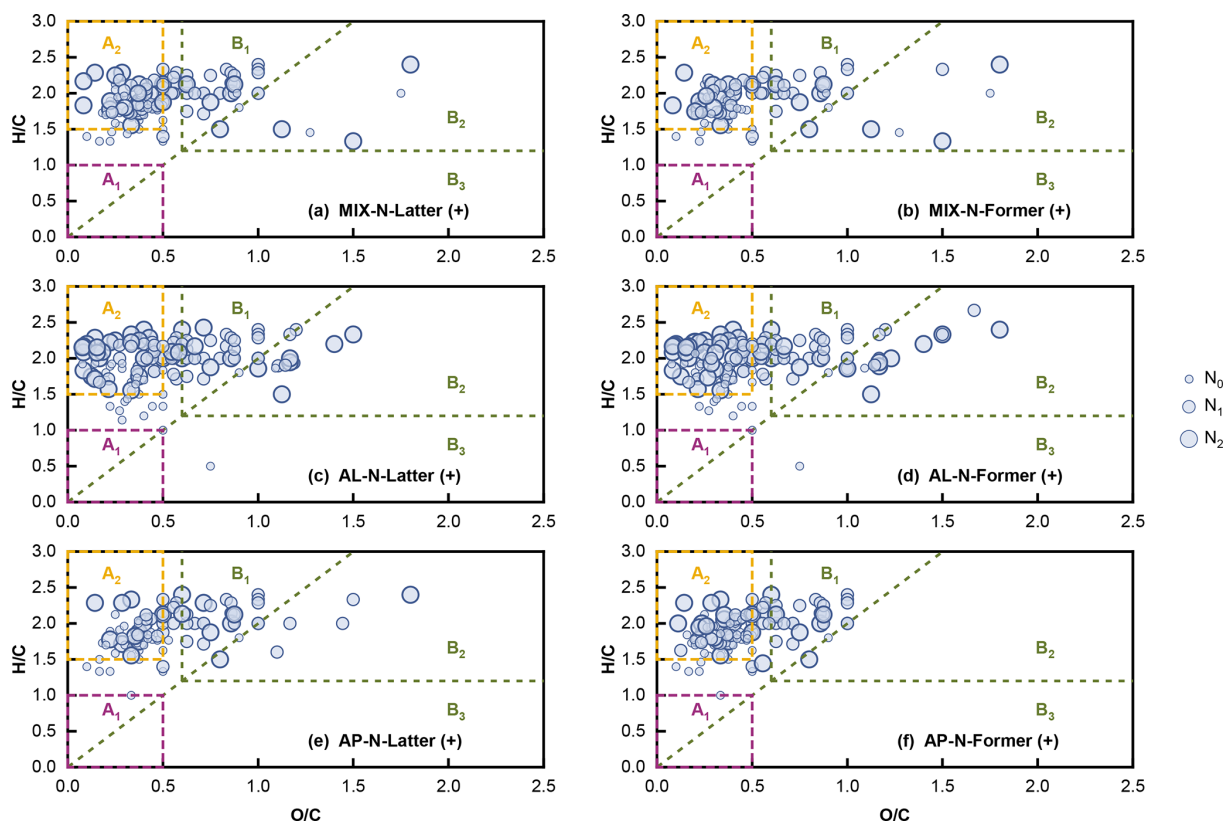 3.0
2.5
2.0
1.5
1.0
0.5
0.0
H/C
A2
B1
B2
B3
A1
(a) MIX-N-Latter (+)
0.0 0.5 1.0 1.5 2.0 2.5
3.0
2.5
2.0
1.5
1.0
0.5
0.0
H/C
A2
B1
B2
B3
A1
(b) MIX-N-Former (+)
0.0 0.5 1.0 1.5 2.0 2.5
3.0
2.5
2.0
1.5
1.0
0.5
0.0
H/C
A2
B1
B2
B3
A1
(c) AL-N-Latter (+)
0.0 0.5 1.0 1.5 2.0 2.5
3.0
2.5
2.0
1.5
1.0
0.5
0.0
H/C
A2
B1
B2
B3
A1
(d) AL-N-Former (+)
0.0 0.5 1.0 1.5 2.0 2.5
N0
N1
N2
3.0
2.5
2.0
1.5
1.0
0.5
0.0
H/C
A2
B1
B2
B3
A1
(e) AP-N-Latter (+)
0.0 0.5 1.0 1.5 2.0 2.5
O/C
3.0
2.5
2.0
1.5
1.0
0.5
0.0
H/C
A2
B1
B2
B3
A1
(f) AP-N-Former (+)
0.0 0.5 1.0 1.5 2.0 2.5
O/C